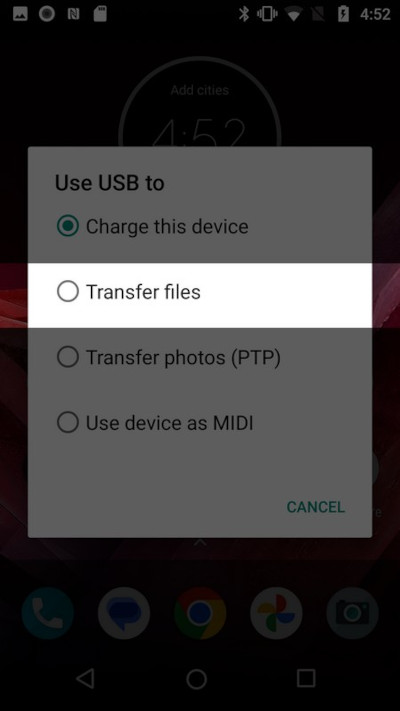 4:52
Add cities
4:52
Use USB to
Charge this device
Transfer files
Transfer photos (PTP)
Use device as MIDI
CANCEL
re